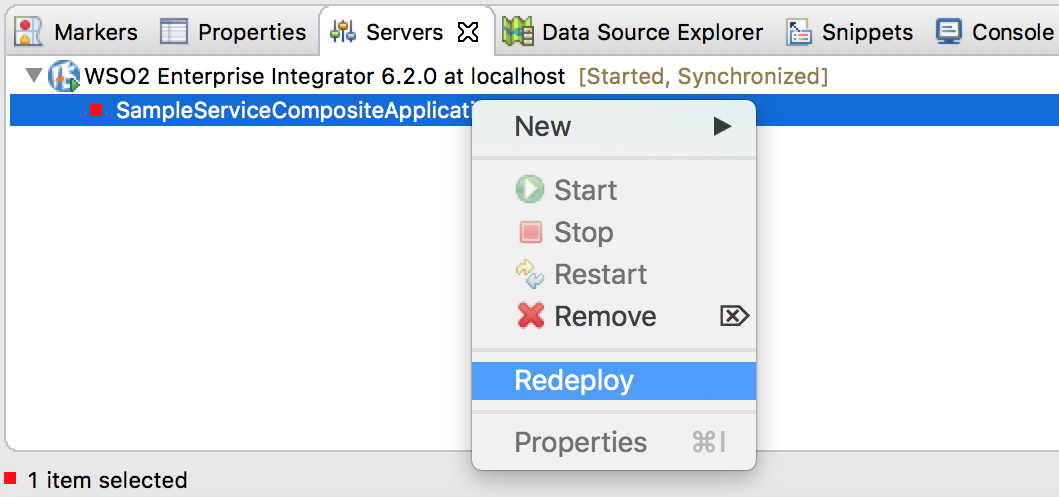 Markers Properties Servers Data Source Explorer Snippets Console
WSO2 Enterprise Integrator 6.2.0 at localhost [Started, Synchronized]
SampleServiceCompositeApplicati
New
Start
Stop
Restart
Remove
Redeploy
Properties ⌘I
1 item selected